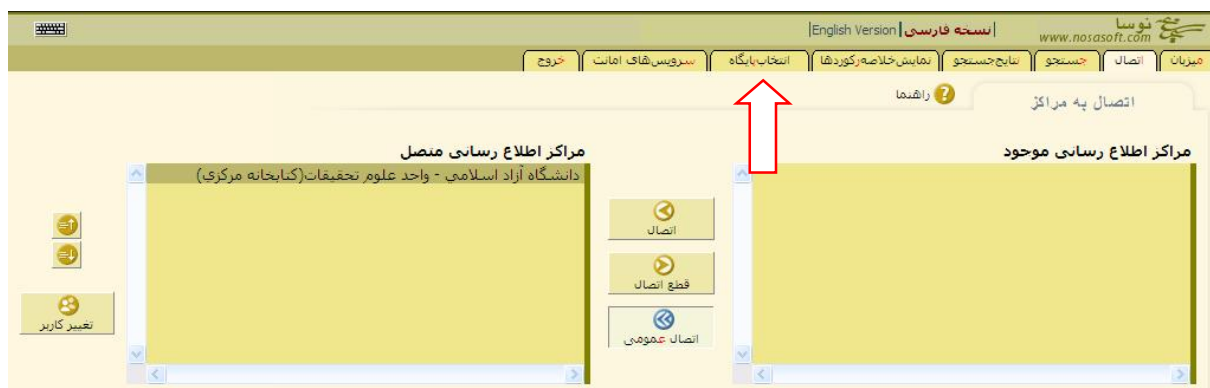 نوسا
www.nosasoft.com
|نسخه فارسی|English Version|
میزبان اتصال جستجو نتایج‌جستجو نمایش‌خلاصه‌رکوردها انتخاب‌پایگاه سرویس‌های امانت خروج
اتصال به مراکز
راهنما
مراکز اطلاع رسانی موجود
مراکز اطلاع رسانی متصل
دانشگاه آزاد اسلامي - واحد علوم تحقیقات(کتابخانه مرکزي)
اتصال
قطع اتصال
اتصال عمومی
تغییر کاربر